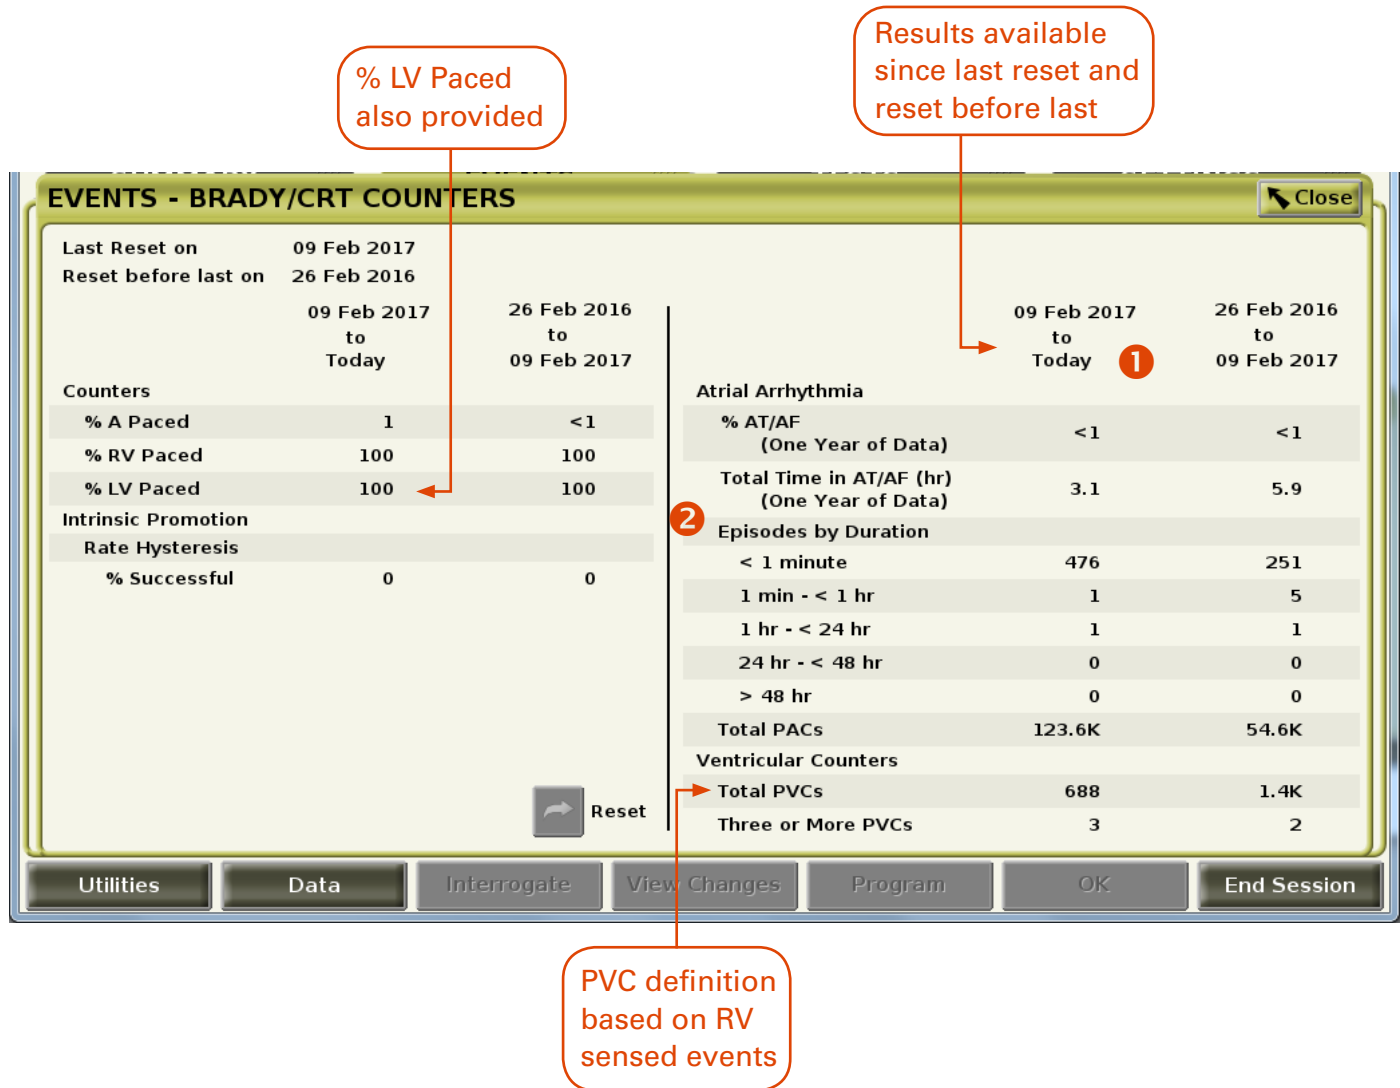 Results available
since last reset and
reset before last
% LV Paced
also provided
EVENTS - BRADY/CRT COUNTERS
Close
Last Reset on 09 Feb 2017
Reset before last on 26 Feb 2016
09 Feb 2017 to Today
26 Feb 2016 to 09 Feb 2017
Counters
% A Paced 1 <1
% RV Paced 100 100
% LV Paced 100 100
Intrinsic Promotion
Rate Hysteresis
% Successful 0 0
Reset
09 Feb 2017 to Today
1
26 Feb 2016 to 09 Feb 2017
Atrial Arrhythmia
% AT/AF
(One Year of Data) <1 <1
Total Time in AT/AF (hr)
(One Year of Data) 3.1 5.9
2
Episodes by Duration
< 1 minute 476 251
1 min - < 1 hr 1 5
1 hr - < 24 hr 1 1
24 hr - < 48 hr 0 0
> 48 hr 0 0
Total PACs 123.6K 54.6K
Ventricular Counters
Total PVCs 688 1.4K
Three or More PVCs 3 2
Utilities Data Interrogate View Changes Program OK End Session
PVC definition
based on RV
sensed events